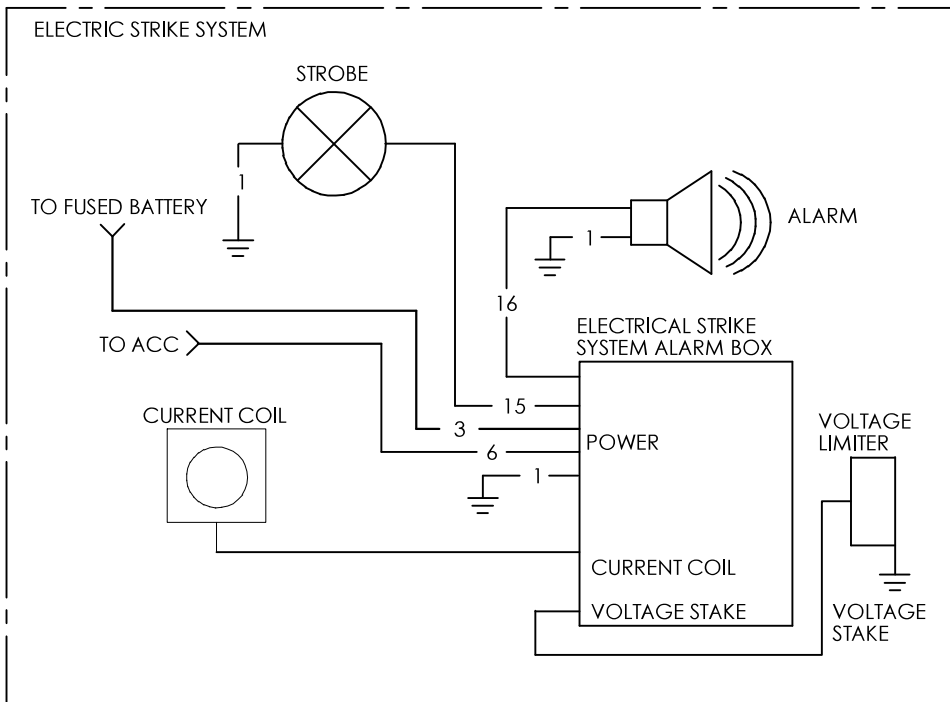 ELECTRIC STRIKE SYSTEM
STROBE
1
TO FUSED BATTERY
ALARM
1
16
TO ACC
ELECTRICAL STRIKE
SYSTEM ALARM BOX
15
CURRENT COIL
3
POWER
6
1
VOLTAGE
LIMITER
CURRENT COIL
VOLTAGE STAKE
VOLTAGE
STAKE